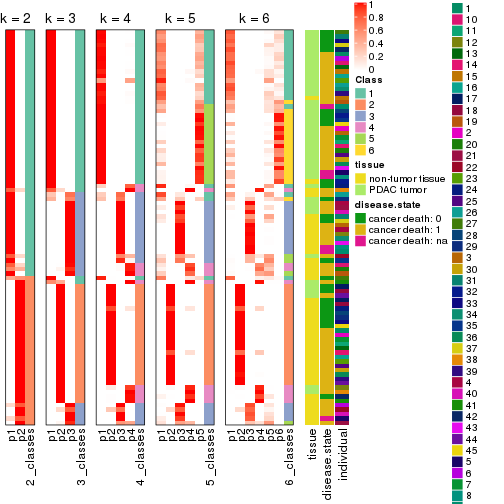 k = 2
k = 3
k = 4
k = 5
k = 6
p1
p2
2_classes
p1
p2
p3
3_classes
p1
p2
p3
p4
4_classes
p1
p2
p3
p4
p5
5_classes
p1
p2
p3
p4
p5
p6
6_classes
tissue
disease.state
individual
1
0.8
0.6
0.4
0.2
0
Class
1
2
3
4
5
6
tissue
non-tumor tissue
PDAC tumor
disease.state
cancer death: 0
cancer death: 1
cancer death: na
1
10
11
12
13
14
15
16
17
18
19
2
20
21
22
23
24
25
26
27
28
29
3
30
31
32
33
34
35
36
37
38
39
4
40
41
42
43
44
45
5
6
7
8